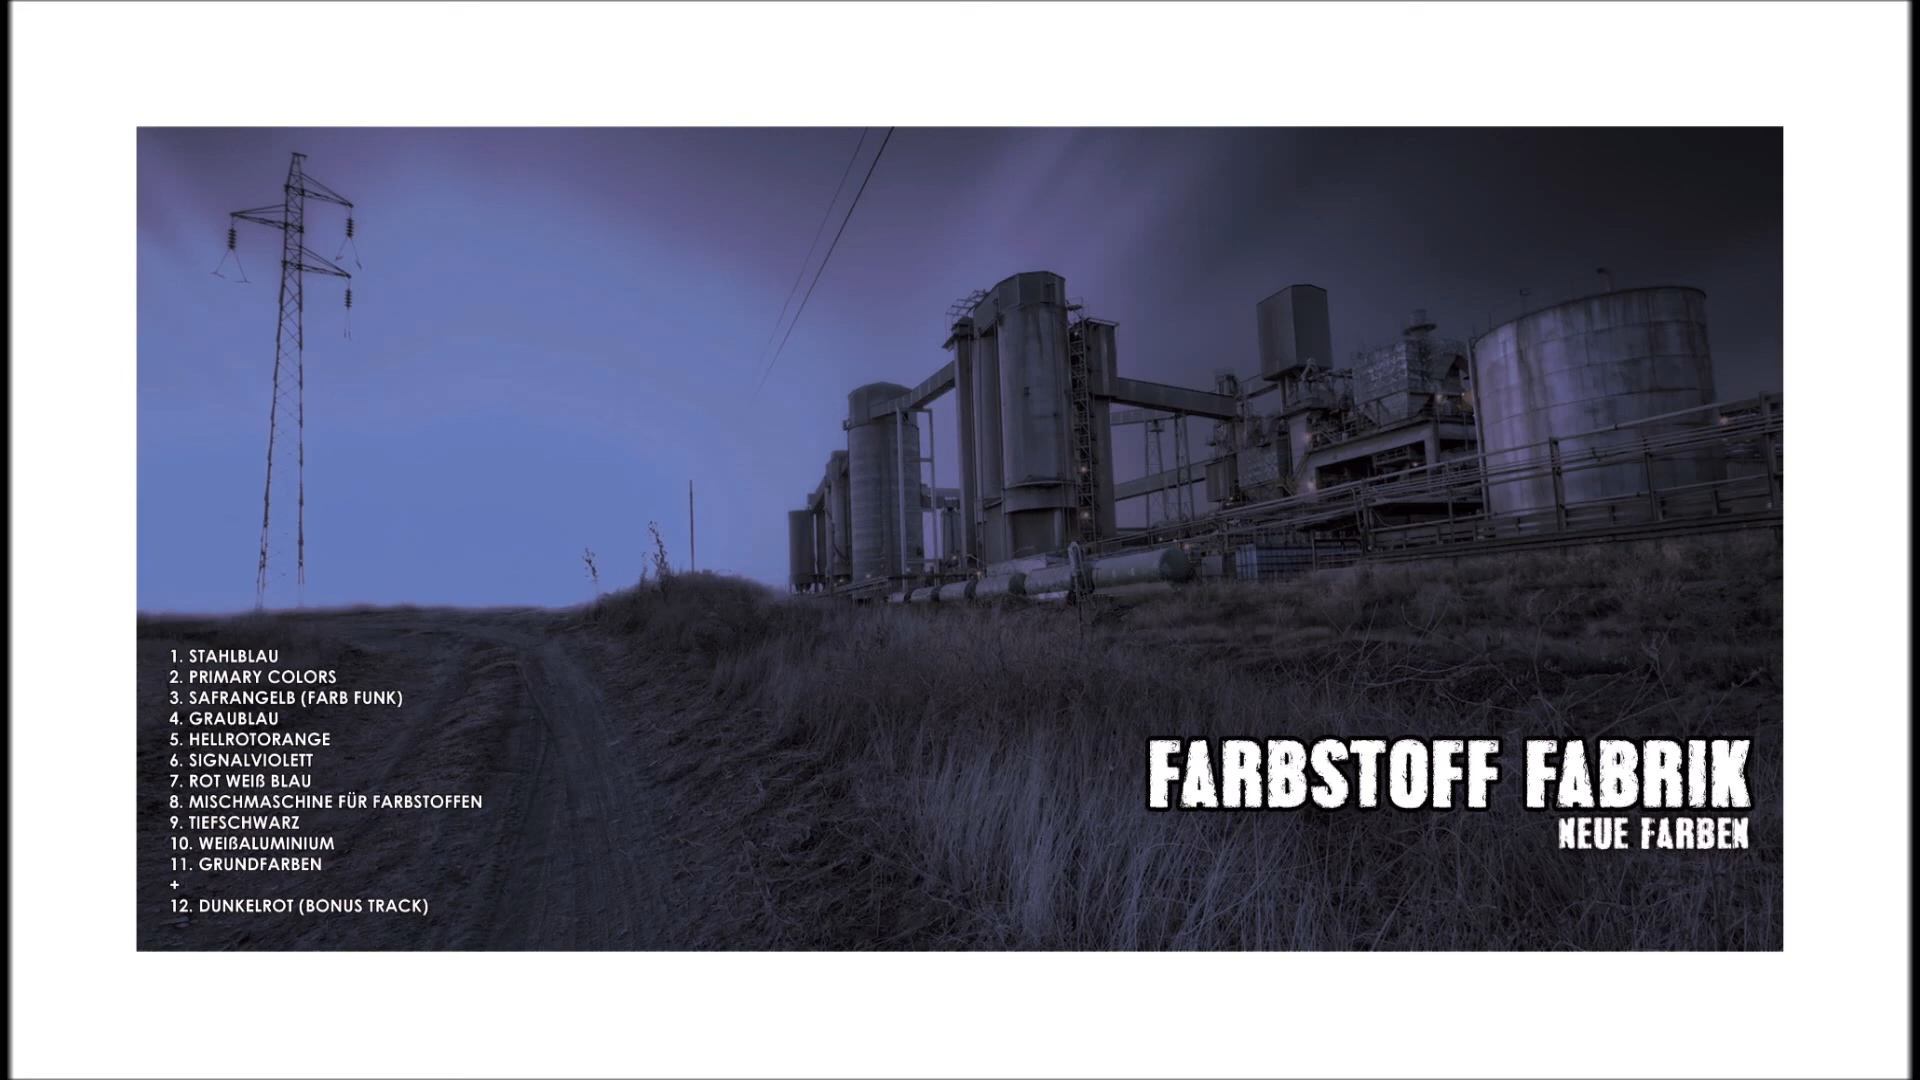 1. STAHLBLAU
2. PRIMARY COLORS
3. SAFRANGELB (FARB FUNK)
4. GRAUBLAU
5. HELLROTORANGE
6. SIGNALVIOLETT
7. ROT WEIß BLAU
8. MISCHMASCHINE FÜR FARBSTOFFEN
9. TIEFSCHWARZ
10. WEIßALUMINIUM
11. GRUNDFARBEN
+
12. DUNKELROT (BONUS TRACK)
FARBSTOFF FABRIK
NEUE FARBEN